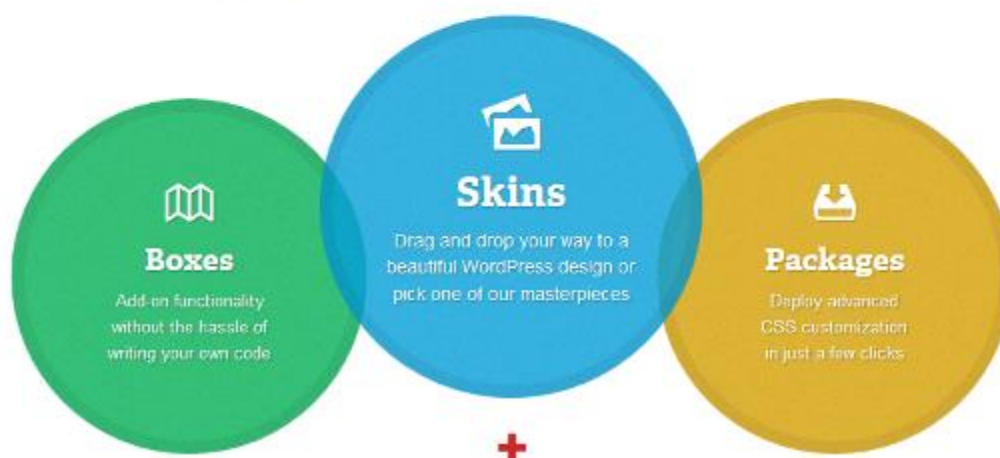 Boxes
Add-on functionality
without the hassle of
writing your own code
Skins
Drag and drop your way to a
beautiful WordPress design or
pick one of our masterpieces
Packages
Deploy advanced
CSS customization
in just a few clicks